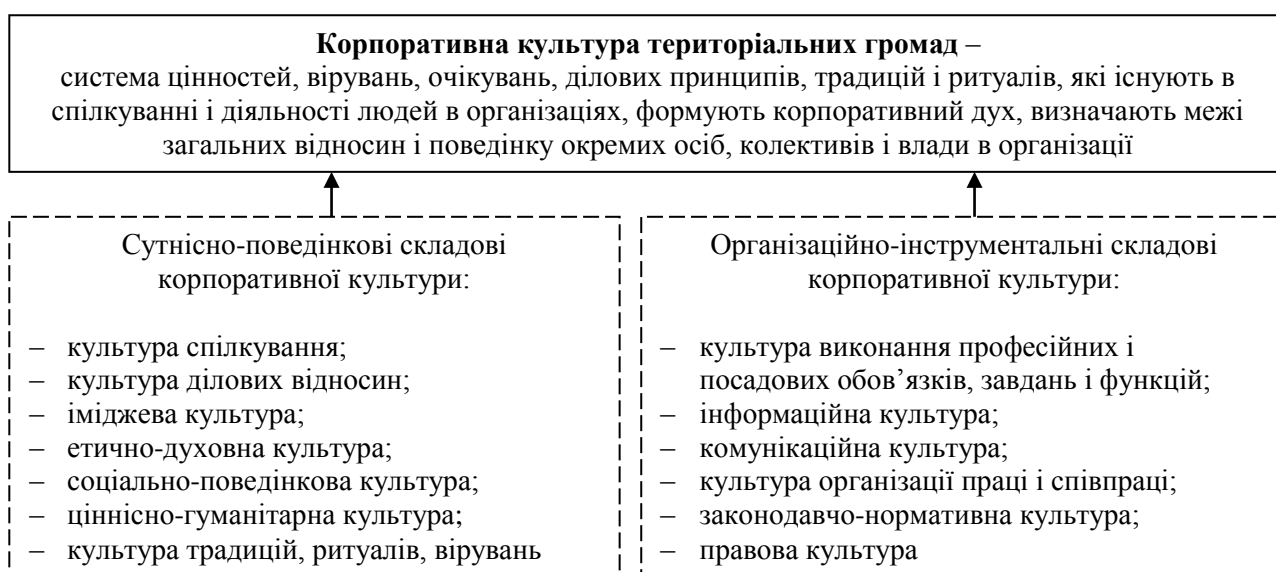 Корпоративна культура територіальних громад –
система цінностей, вірувань, очікувань, ділових принципів, традицій і ритуалів, які існують в
спілкуванні і діяльності людей в організаціях, формують корпоративний дух, визначають межі
загальних відносин і поведінку окремих осіб, колективів і влади в організації
Сутнісно-поведінкові складові
корпоративної культури:
– культура спілкування;
– культура ділових відносин;
– іміджева культура;
– етично-духовна культура;
– соціально-поведінкова культура;
– ціннісно-гуманітарна культура;
– культура традицій, ритуалів, вірувань
Організаційно-інструментальні складові
корпоративної культури:
– культура виконання професійних і
посадових обов’язків, завдань і функцій;
– інформаційна культура;
– комунікаційна культура;
– культура організації праці і співпраці;
– законодавчо-нормативна культура;
– правова культура